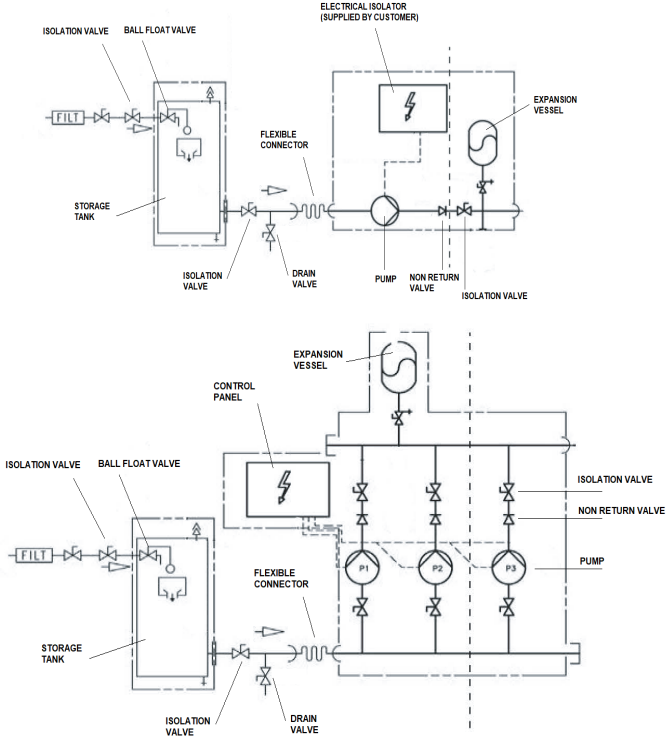 ELECTRICAL ISOLATOR
(SUPPLIED BY CUSTOMER)
ISOLATION VALVE
BALL FLOAT VALVE
EXPANSION
VESSEL
FILT
FLEXIBLE
CONNECTOR
STORAGE
TANK
ISOLATION
VALVE
DRAIN
VALVE
PUMP
NON RETURN
VALVE
ISOLATION VALVE
EXPANSION
VESSEL
CONTROL
PANEL
ISOLATION VALVE
BALL FLOAT VALVE
ISOLATION VALVE
NON RETURN VALVE
FILT
P1
P2
P3
PUMP
FLEXIBLE
CONNECTOR
STORAGE
TANK
ISOLATION
VALVE
DRAIN
VALVE